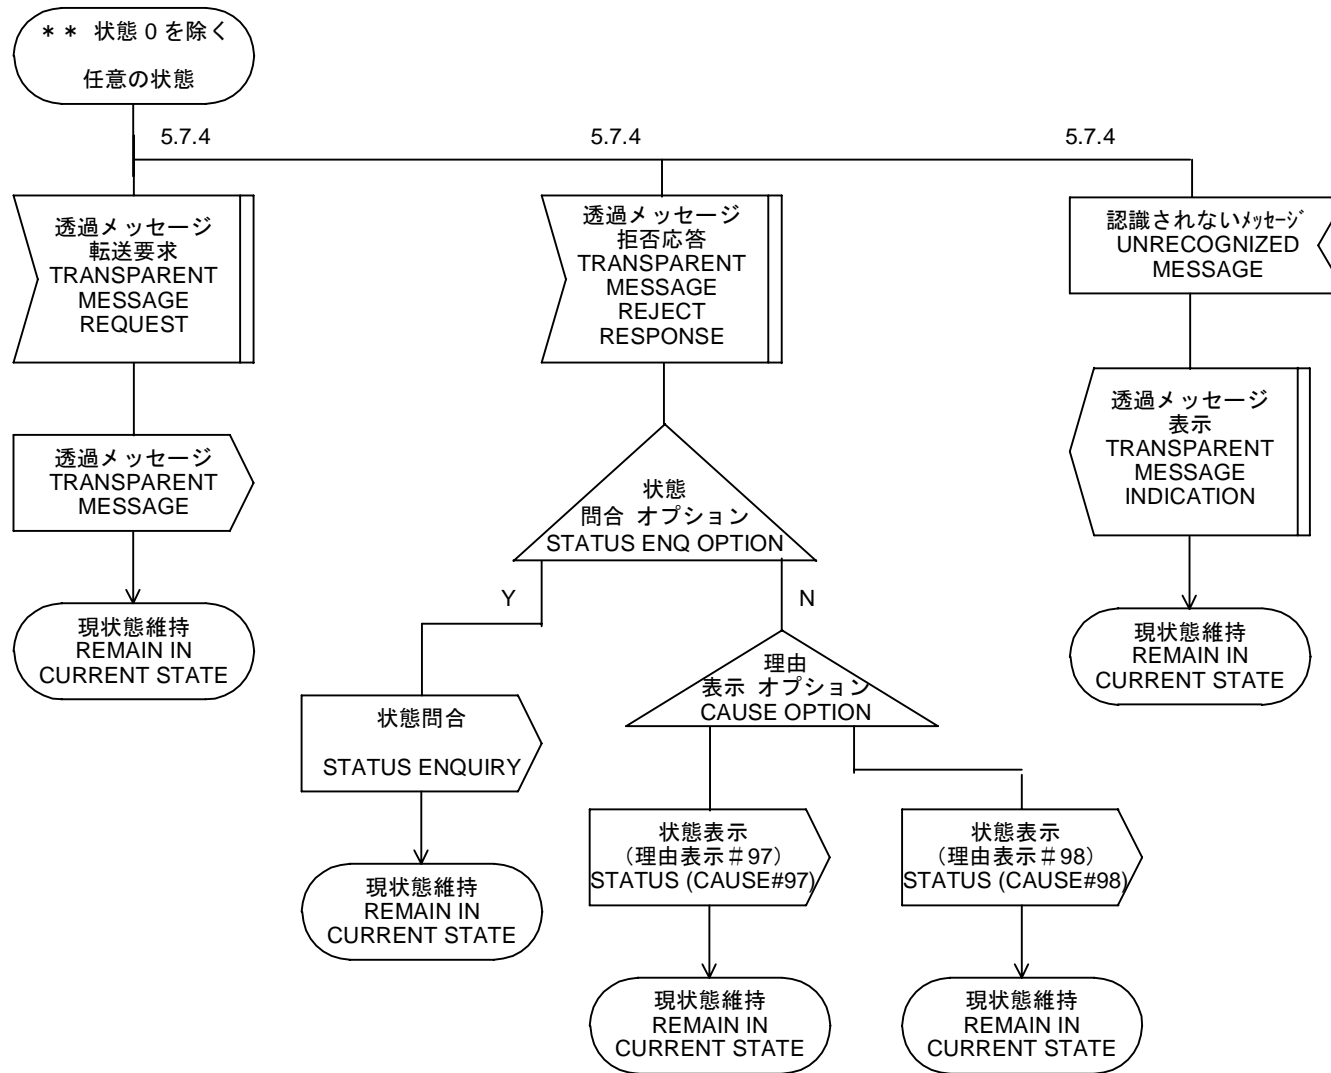 ＊＊ 状態０を除く
任意の状態
5.7.4
5.7.4
5.7.4
透過メッセージ
転送要求
TRANSPARENT
MESSAGE
REQUEST
透過メッセージ
拒否応答
TRANSPARENT
MESSAGE
REJECT
RESPONSE
認識されないﾒｯｾｰｼﾞ
UNRECOGNIZED
MESSAGE
透過メッセージ
TRANSPARENT
MESSAGE
状態
問合 オプション
STATUS ENQ OPTION
透過メッセージ
表示
TRANSPARENT
MESSAGE
INDICATION
Y
N
現状態維持
REMAIN IN
CURRENT STATE
理由
表示 オプション
CAUSE OPTION
現状態維持
REMAIN IN
CURRENT STATE
状態問合
STATUS ENQUIRY
状態表示
（理由表示＃97）
STATUS (CAUSE#97)
状態表示
（理由表示＃98）
STATUS (CAUSE#98)
現状態維持
REMAIN IN
CURRENT STATE
現状態維持
REMAIN IN
CURRENT STATE
現状態維持
REMAIN IN
CURRENT STATE